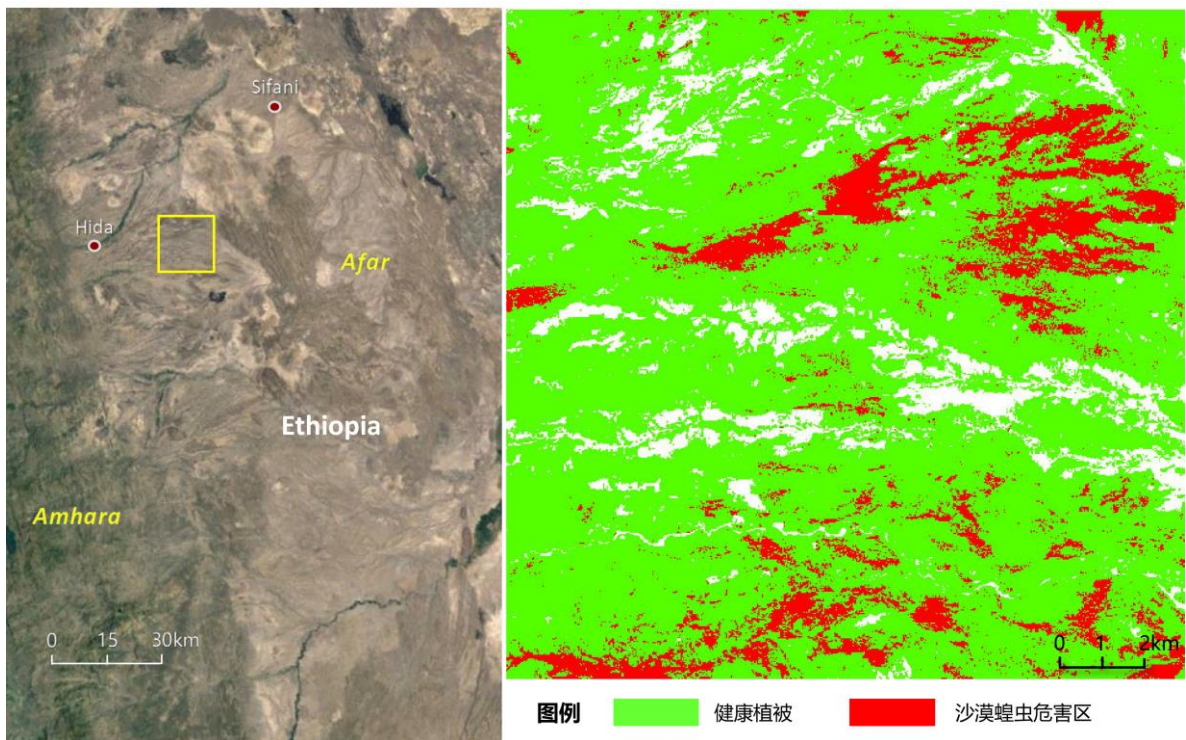 Sifani
Hida
Afar
Ethiopia
Amhara
0 15 30km
0 1 2km
图例 健康植被 沙漠蝗虫危害区